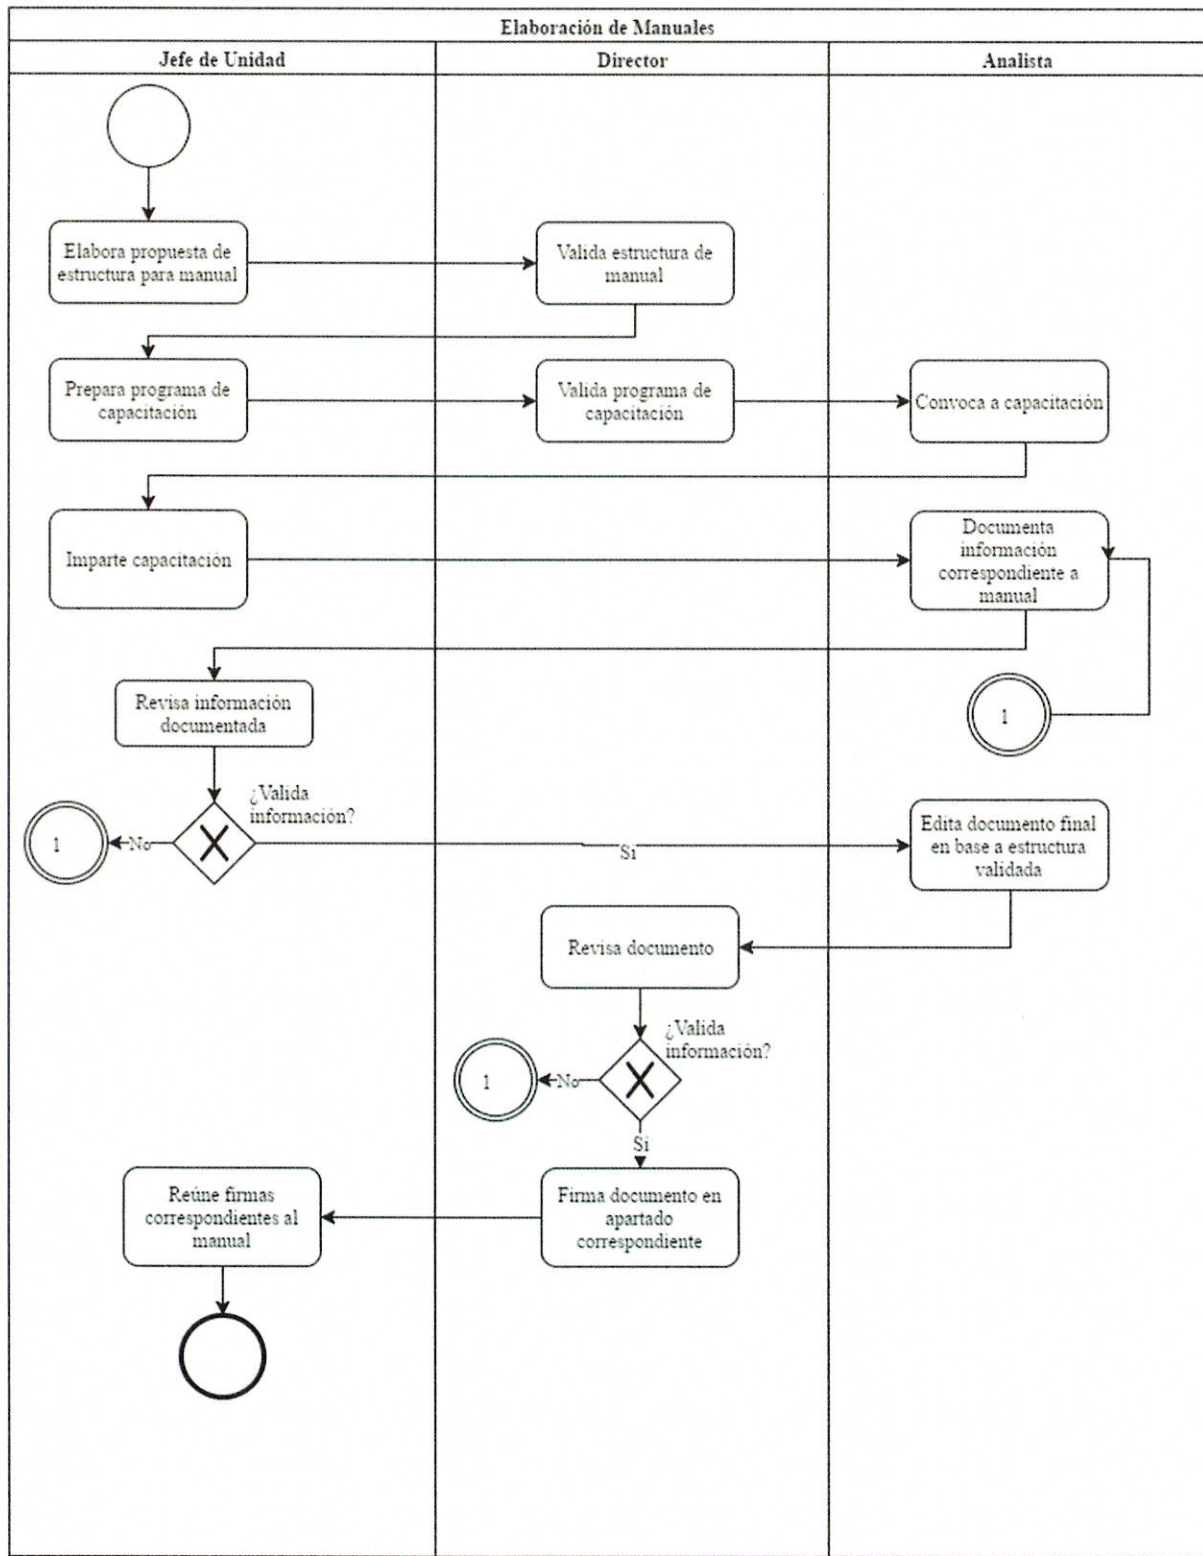 Elaboración de Manuales
Jefe de Unidad
Director
Analista
Elabora propuesta de
estructura para manual
Valida estructura de
manual
Prepara programa de
capacitación
Valida programa de
capacitación
Convoca a capacitación
Imparte capacitación
Documenta
información
correspondiente a
manual
Revisa información
documentada
1
¿Valida
información?
1
No
Si
Edita documento final
en base a estructura
validada
Revisa documento
¿Valida
información?
1
No
Si
Reúne firmas
correspondientes al
manual
Firma documento en
apartado
correspondiente